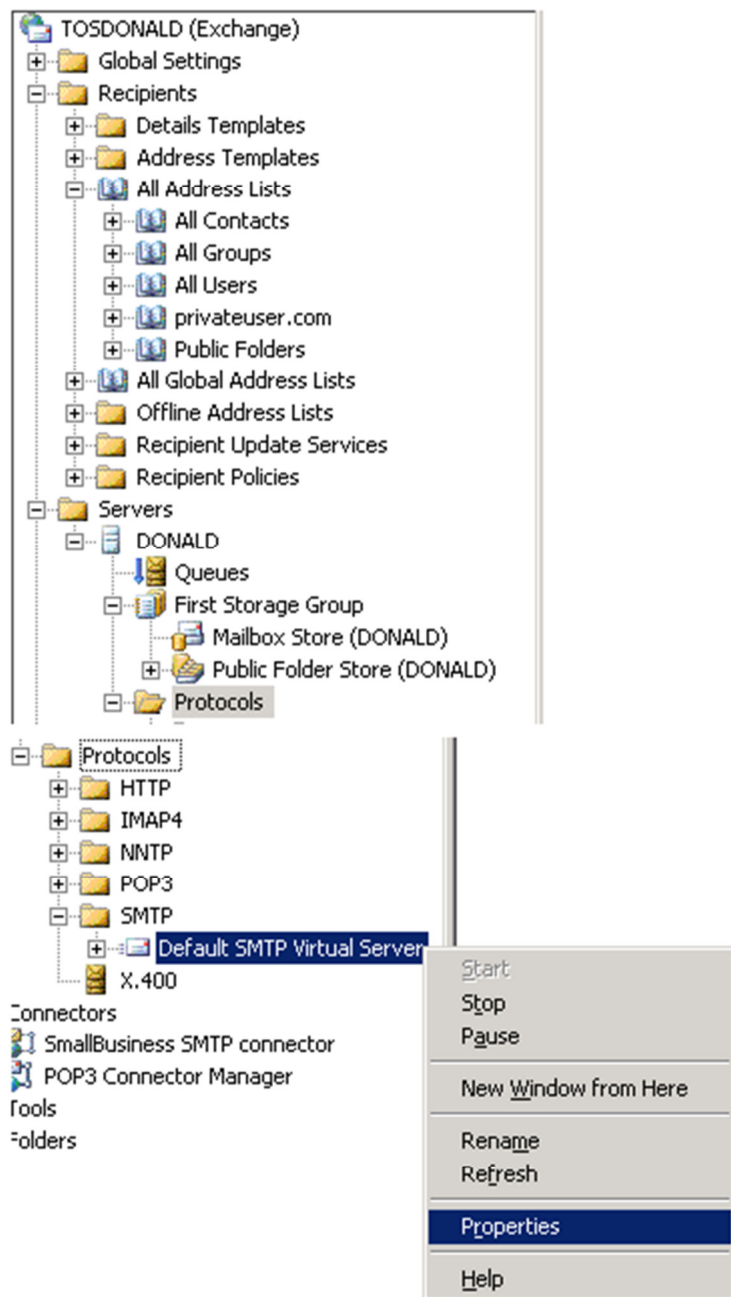 TOSDONALD (Exchange)
Global Settings
Recipients
Details Templates
Address Templates
All Address Lists
All Contacts
All Groups
All Users
privateuser.com
Public Folders
All Global Address Lists
Offline Address Lists
Recipient Update Services
Recipient Policies
Servers
DONALD
Queues
First Storage Group
Mailbox Store (DONALD)
Public Folder Store (DONALD)
Protocols
Protocols
HTTP
IMAP4
NNTP
POP3
SMTP
Default SMTP Virtual Server
X.400
Connectors
SmallBusiness SMTP connector
POP3 Connector Manager
Tools
Folders
Start
Stop
Pause
New Window from Here
Rename
Refresh
Properties
Help